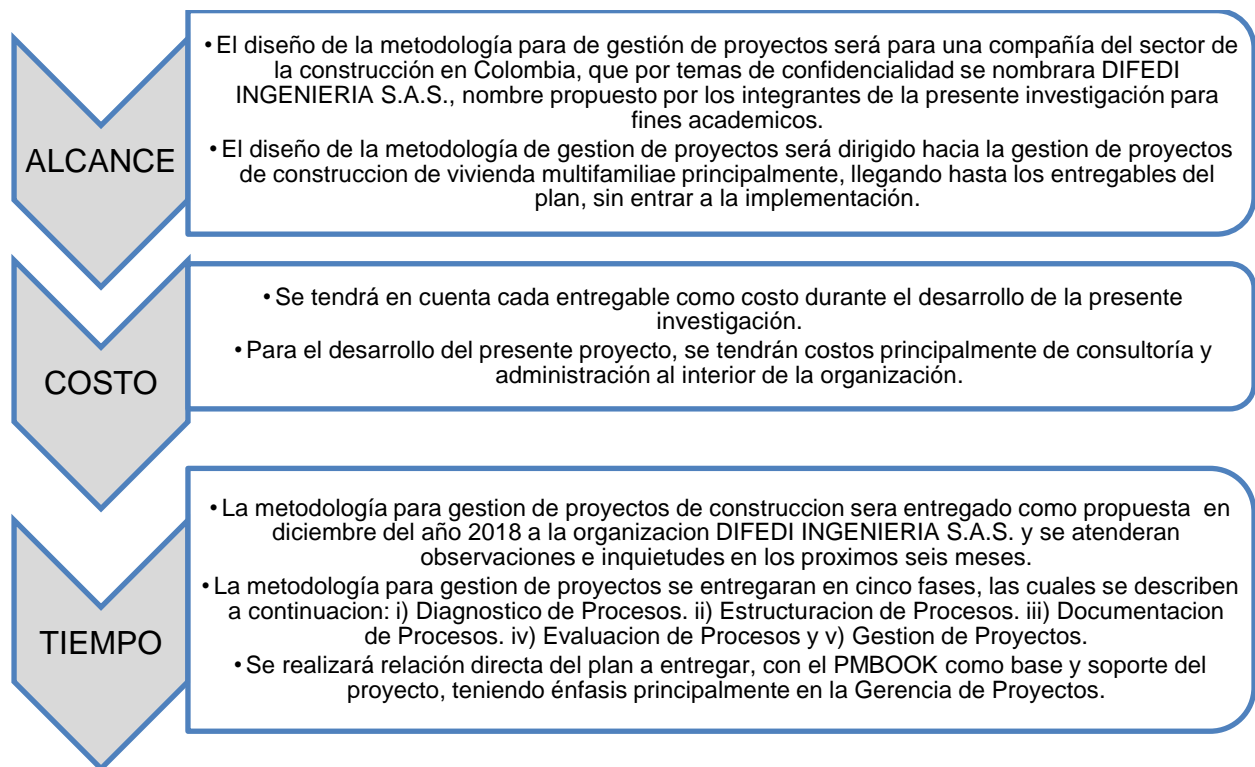 ALCANCE
•El diseño de la metodología para de gestión de proyectos será para una compañía del sector de
la construcción en Colombia, que por temas de confidencialidad se nombrara DIFEDI
INGENIERIA S.A.S., nombre propuesto por los integrantes de la presente investigación para
fines academicos.
•El diseño de la metodología de gestion de proyectos será dirigido hacia la gestion de proyectos
de construccion de vivienda multifamiliae principalmente, llegando hasta los entregables del
plan, sin entrar a la implementación.
COSTO
•Se tendrá en cuenta cada entregable como costo durante el desarrollo de la presente
investigación.
•Para el desarrollo del presente proyecto, se tendrán costos principalmente de consultoría y
administración al interior de la organización.
TIEMPO
•La metodología para gestion de proyectos de construccion sera entregado como propuesta en
diciembre del año 2018 a la organizacion DIFEDI INGENIERIA S.A.S. y se atenderan
observaciones e inquietudes en los proximos seis meses.
•La metodología para gestion de proyectos se entregaran en cinco fases, las cuales se describen
a continuacion: i) Diagnostico de Procesos. ii) Estructuracion de Procesos. iii) Documentacion
de Procesos. iv) Evaluacion de Procesos y v) Gestion de Proyectos.
•Se realizará relación directa del plan a entregar, con el PMBOOK como base y soporte del
proyecto, teniendo énfasis principalmente en la Gerencia de Proyectos.